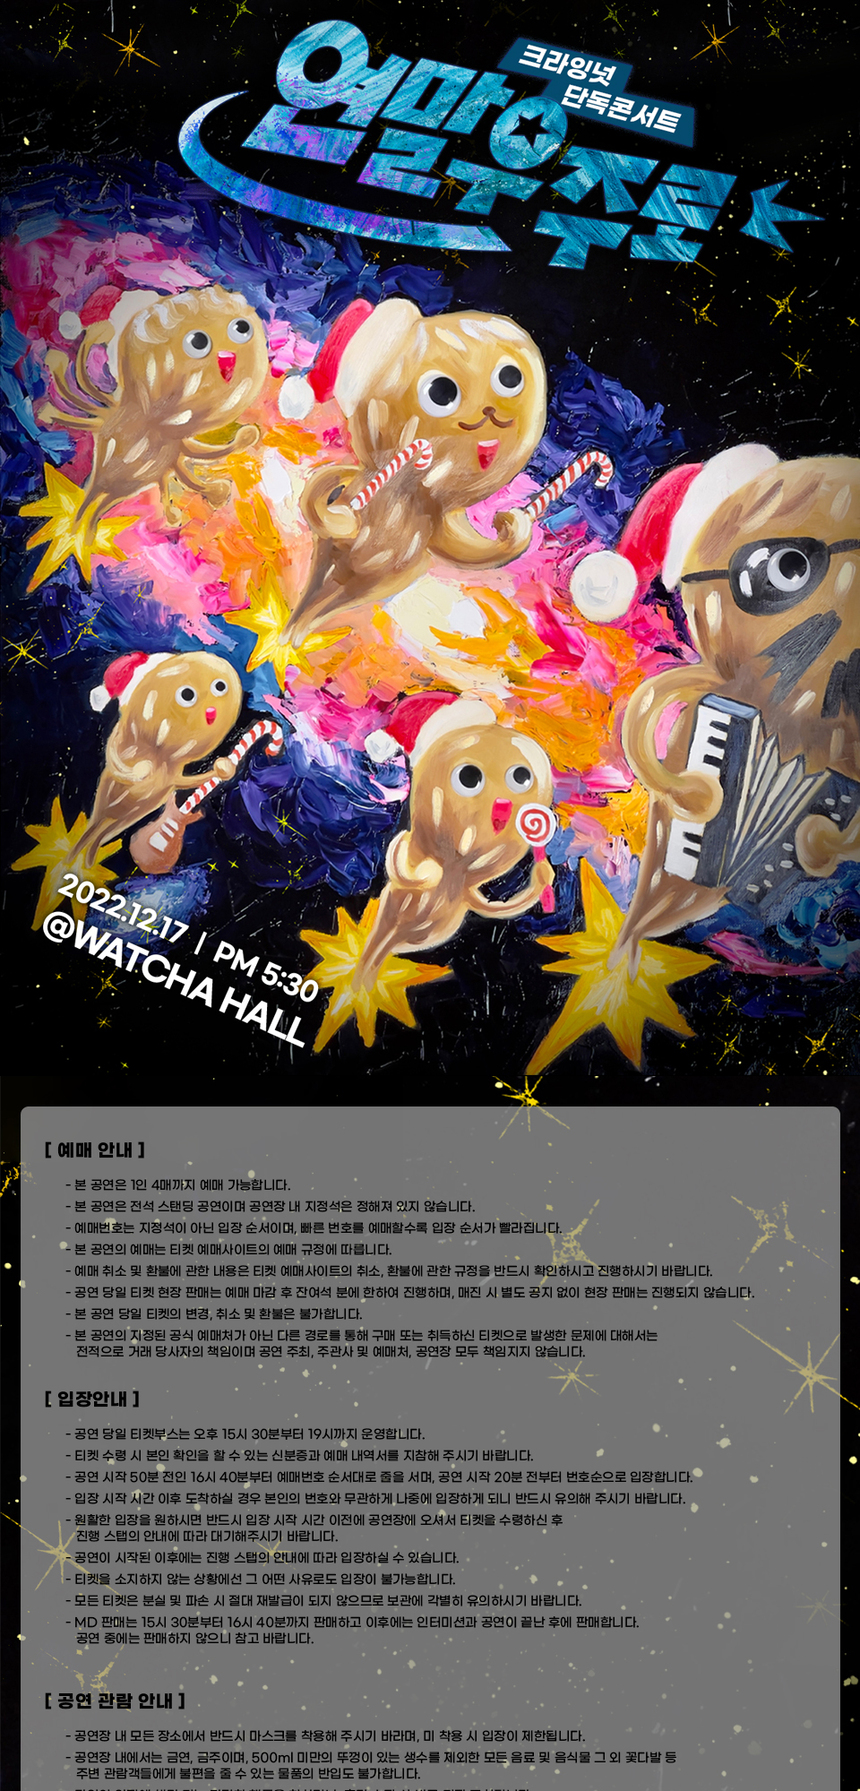 크라잉넛
단독콘서트
연말우주로
2022.12.17 | PM 5:30
@WATCHA HALL
[ 예매 안내 ]
- 본 공연은 1인 4매까지 예매 가능합니다.
- 본 공연은 전석 스탠딩 공연이며 공연장 내 지정석은 정해져 있지 않습니다.
- 예매번호는 지정석이 아닌 입장 순서이며, 빠른 번호를 예매할수록 입장 순서가 빨라집니다.
- 본 공연의 예매는 티켓 예매사이트의 예매 규정에 따릅니다.
- 예매 취소 및 환불에 관한 내용은 티켓 예매사이트의 취소, 환불에 관한 규정을 반드시 확인하시고 진행하시기 바랍니다.
- 공연 당일 티켓 현장 판매는 예매 마감 후 잔여석 분에 한하여 진행하며, 매진 시 별도 공지 없이 현장 판매는 진행되지 않습니다.
- 본 공연 당일 티켓의 변경, 취소 및 환불은 불가합니다.
- 본 공연의 지정된 공식 예매처가 아닌 다른 경로를 통해 구매 또는 취득하신 티켓으로 발생한 문제에 대해서는
전적으로 거래 당사자의 책임이며 공연 주최, 주관사 및 예매처, 공연장 모두 책임지지 않습니다.
[ 입장안내 ]
- 공연 당일 티켓부스는 오후 15시 30분부터 19시까지 운영합니다.
- 티켓 수령 시 본인 확인을 할 수 있는 신분증과 예매 내역서를 지참해 주시기 바랍니다.
- 공연 시작 50분 전인 16시 40분부터 예매번호 순서대로 줄을 서며, 공연 시작 20분 전부터 번호순으로 입장합니다.
- 입장 시작 시간 이후 도착하실 경우 본인의 번호와 무관하게 나중에 입장하게 되니 반드시 유의해 주시기 바랍니다.
- 원활한 입장을 원하시면 반드시 입장 시작 시간 이전에 공연장에 오셔서 티켓을 수령하신 후
진행 스탭의 안내에 따라 대기해주시기 바랍니다.
- 공연이 시작된 이후에는 진행 스탭의 안내에 따라 입장하실 수 있습니다.
- 티켓을 소지하지 않는 상황에선 그 어떤 사유로도 입장이 불가능합니다.
- 모든 티켓은 분실 및 파손 시 절대 재발급이 되지 않으므로 보관에 각별히 유의하시기 바랍니다.
- MD 판매는 15시 30분부터 16시 40분까지 판매하고 이후에는 인터미션과 공연이 끝난 후에 판매합니다.
공연 중에는 판매하지 않으니 참고 바랍니다.
[ 공연 관람 안내 ]
- 공연장 내 모든 장소에서 반드시 마스크를 착용해 주시기 바라며, 미 착용 시 입장이 제한됩니다.
- 공연장 내에서는 금연, 금주이며, 500ml 미만의 뚜껑이 있는 생수를 제외한 모든 음료 및 음식물 그 외 꽃다발 등
주변 관람객들에게 불편을 줄 수 있는 물품의 반입도 불가합니다.